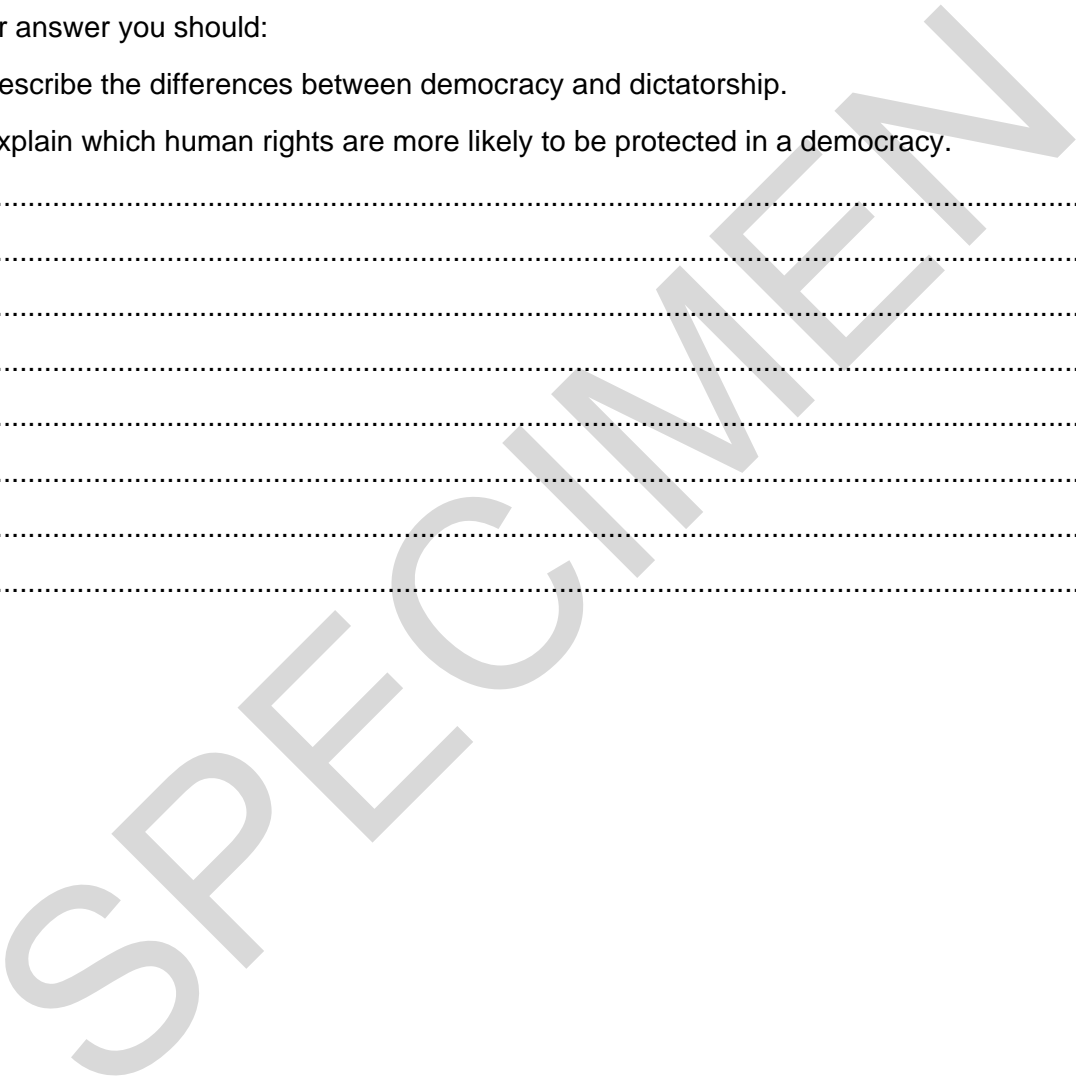 r answer you should:
escribe the differences between democracy and dictatorship.
xplain which human rights are more likely to be protected in a democracy.
SPECIMEN